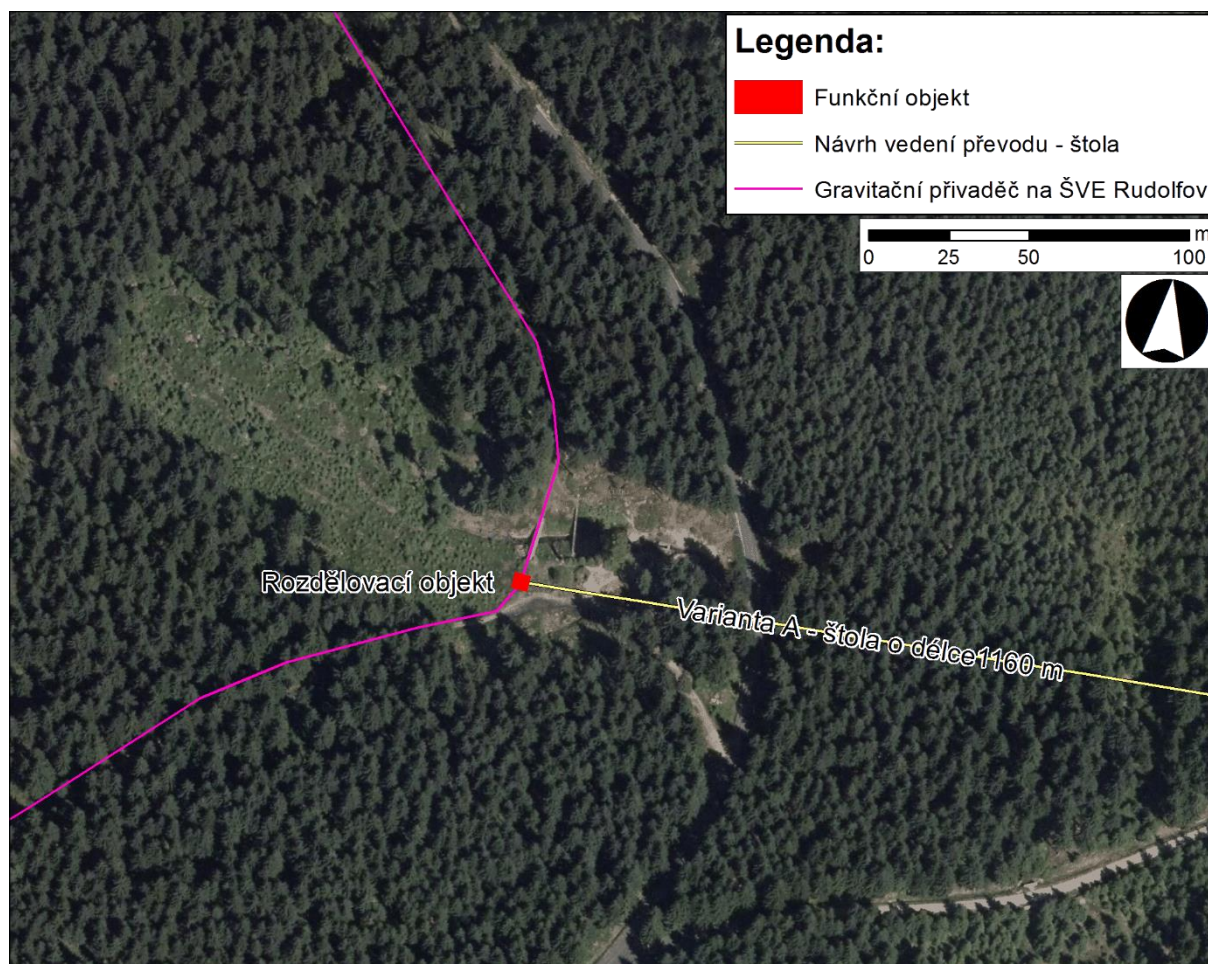 Legenda:
Funkční objekt
Návrh vedení převodu - štola
Gravitační přivaděč na ŠVE Rudolfov
m
0 25 50 100
Rozdělovací objekt
Varianta A - štola o délce1160 m